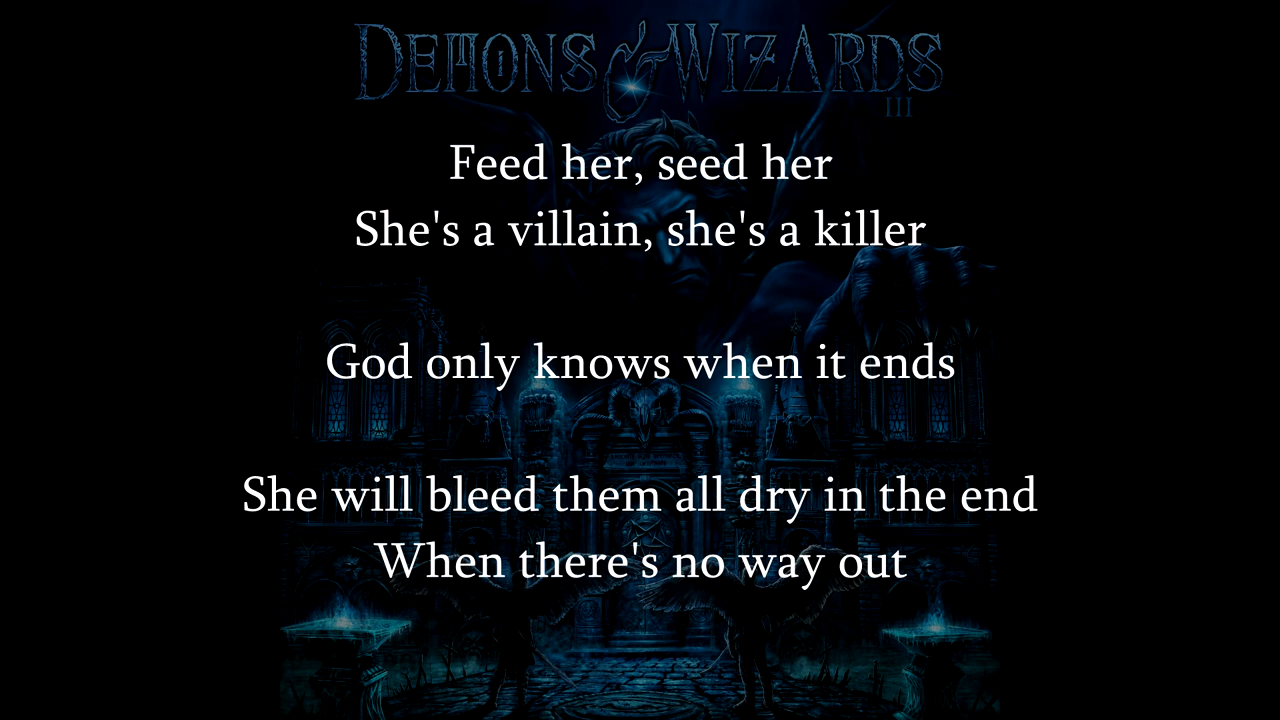 DEMONS & WIZARDS
III
Feed her, seed her
She's a villain, she's a killer
God only knows when it ends
She will bleed them all dry in the end
When there's no way out